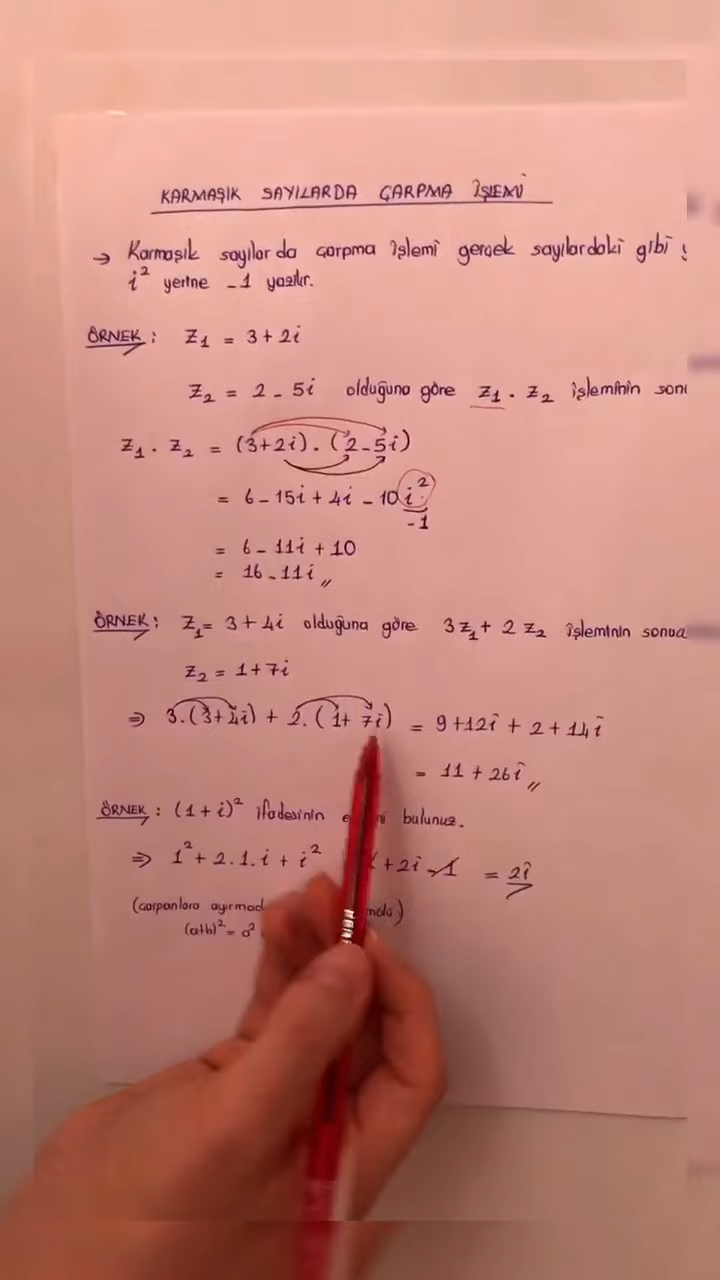 KARMAŞIK SAYILARDA ÇARPMA İŞLEMİ
→ Karmaşık sayılarda çarpma işlemi gerçek sayılardaki gibi
i² yerine -1 yazılır.
ÖRNEK: Z₁ = 3+2i
Z₂ = 2-5i olduğuna göre Z₁ . Z₂ işleminin
Z₁ . Z₂ = (3+2i).(2-5i)
= 6-15i+4i-10i²
-1
= 6-11i+10
= 16-11i,,
ÖRNEK: Z₁= 3+4i olduğuna göre 3Z₁+ 2Z₂ işleminin
Z₂ = 1+7i
⇒ 3.(3+4i) + 2.(1+7i) = 9+12i + 2+14i
= 11+26i,,
ÖRNEK: (1+i)² ifadesinin bulunuz.
⇒ 1²+2.1.i+i² +2i-1 = 2i
(çarpanlara
(a+b)² = a²